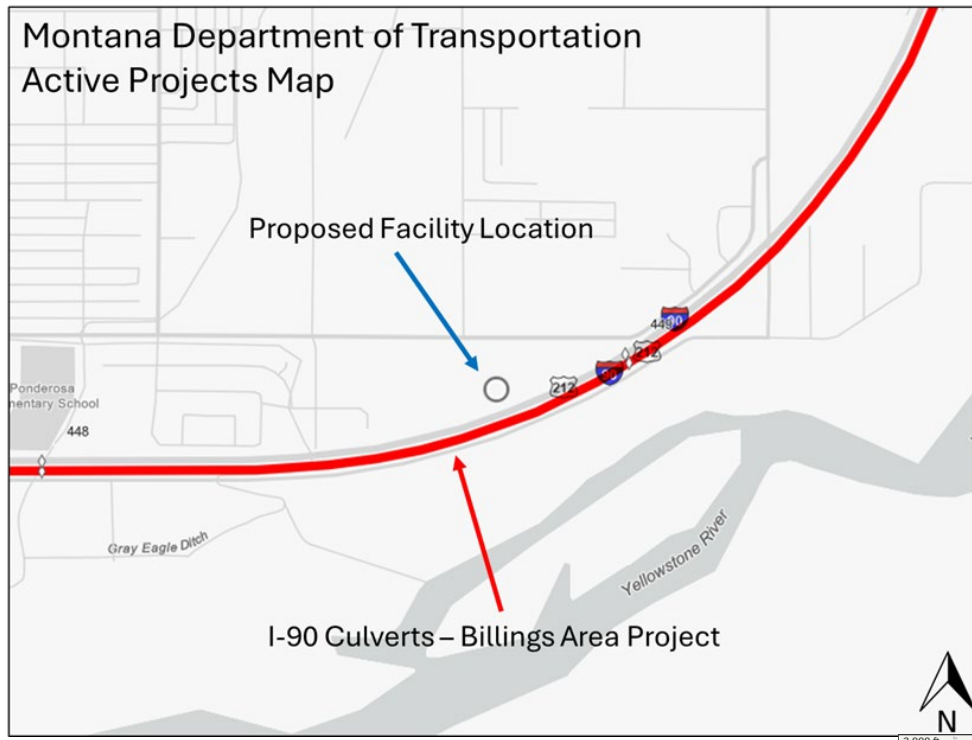 Montana Department of Transportation
Active Projects Map
Proposed Facility Location
90
449
212
90
212
Ponderosa
mentary School
448
Gray Eagle Ditch
Yellowstone River
I-90 Culverts – Billings Area Project
N